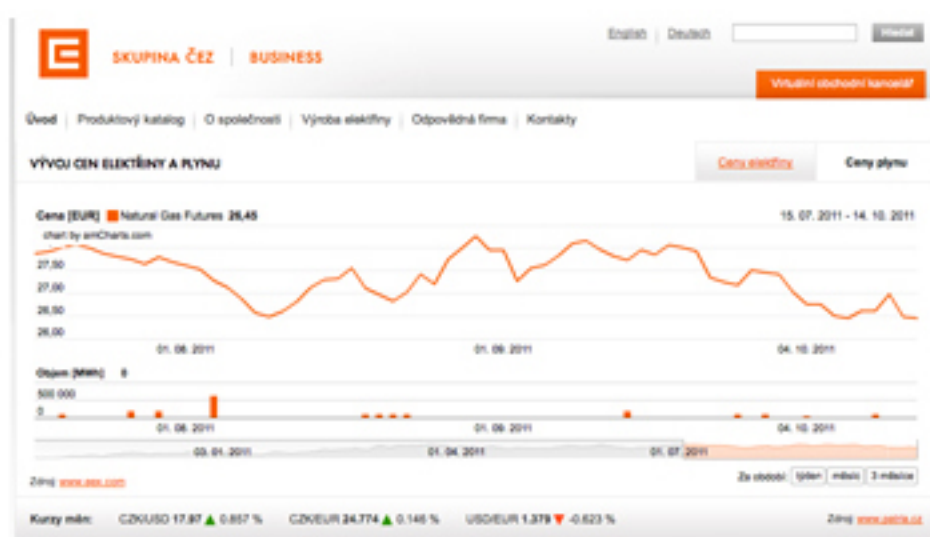 English | Deutsch Hledat
SKUPINA ČEZ | BUSINESS
Virtuální obchodní kancelář
Úvod | Produktový katalog | O společnosti | Výroba elektřiny | Odpovědná firma | Kontakty
VÝVOJ CEN ELEKTŘINY A PLYNU Ceny elektřiny Ceny plynu
Cena [EUR] Natural Gas Futures 26,45 15. 07. 2011 - 14. 10. 2011
chart by amCharts.com
27,50
27,00
26,50
26,00
01. 08. 2011 01. 09. 2011 04. 10. 2011
Objem [MWh] 0
500 000
0
01. 08. 2011 01. 09. 2011 04. 10. 2011
03. 01. 2011 01. 04. 2011 01. 07. 2011
Za období: týden měsíc 3 měsíce
Zdroj: www.eex.com
Kurzy měn: CZK/USD 17,97 ▲ 0.857 % CZK/EUR 24.774 ▲ 0.146 % USD/EUR 1.379 ▼ -0.623 % Zdroj: www.patria.cz